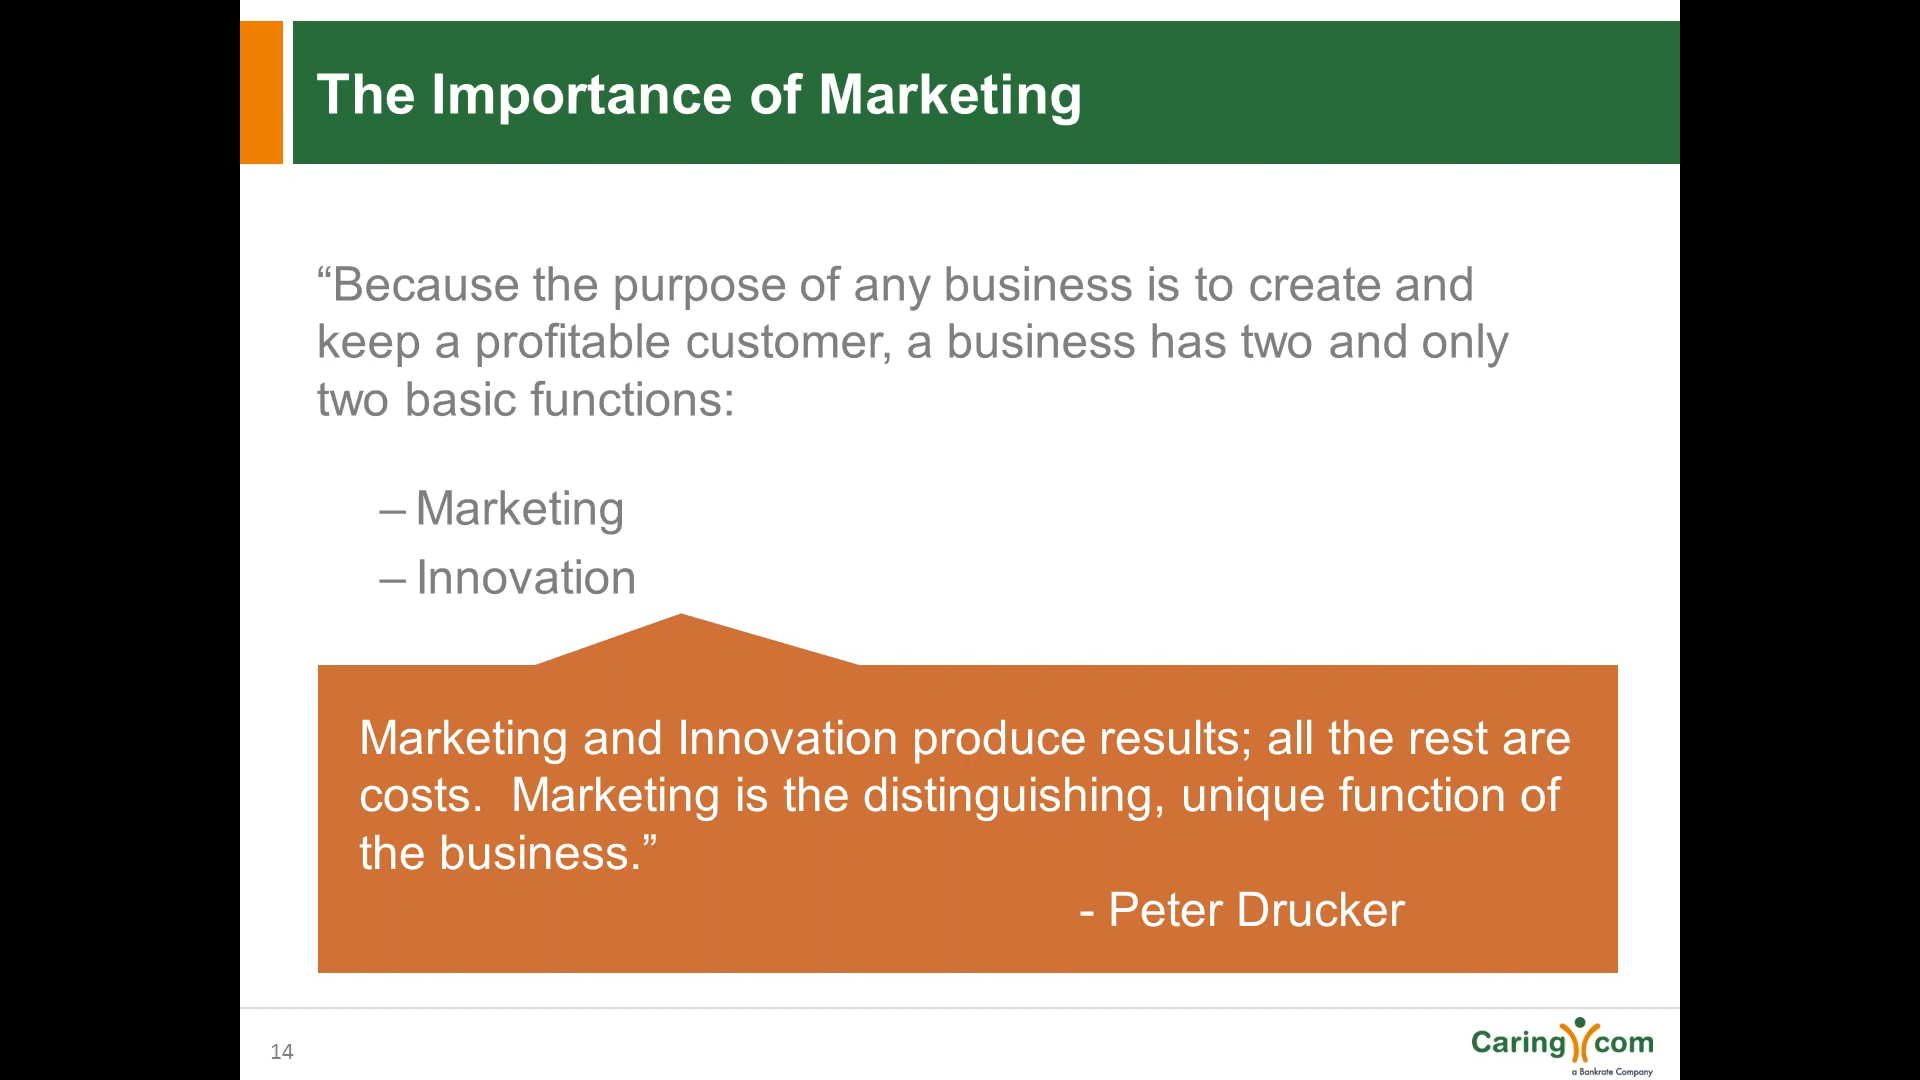 The Importance of Marketing
“Because the purpose of any business is to create and
keep a profitable customer, a business has two and only
two basic functions:
– Marketing
– Innovation
Marketing and Innovation produce results; all the rest are
costs.  Marketing is the distinguishing, unique function of
the business.”
- Peter Drucker
14
Caring com
a Bankrate Company